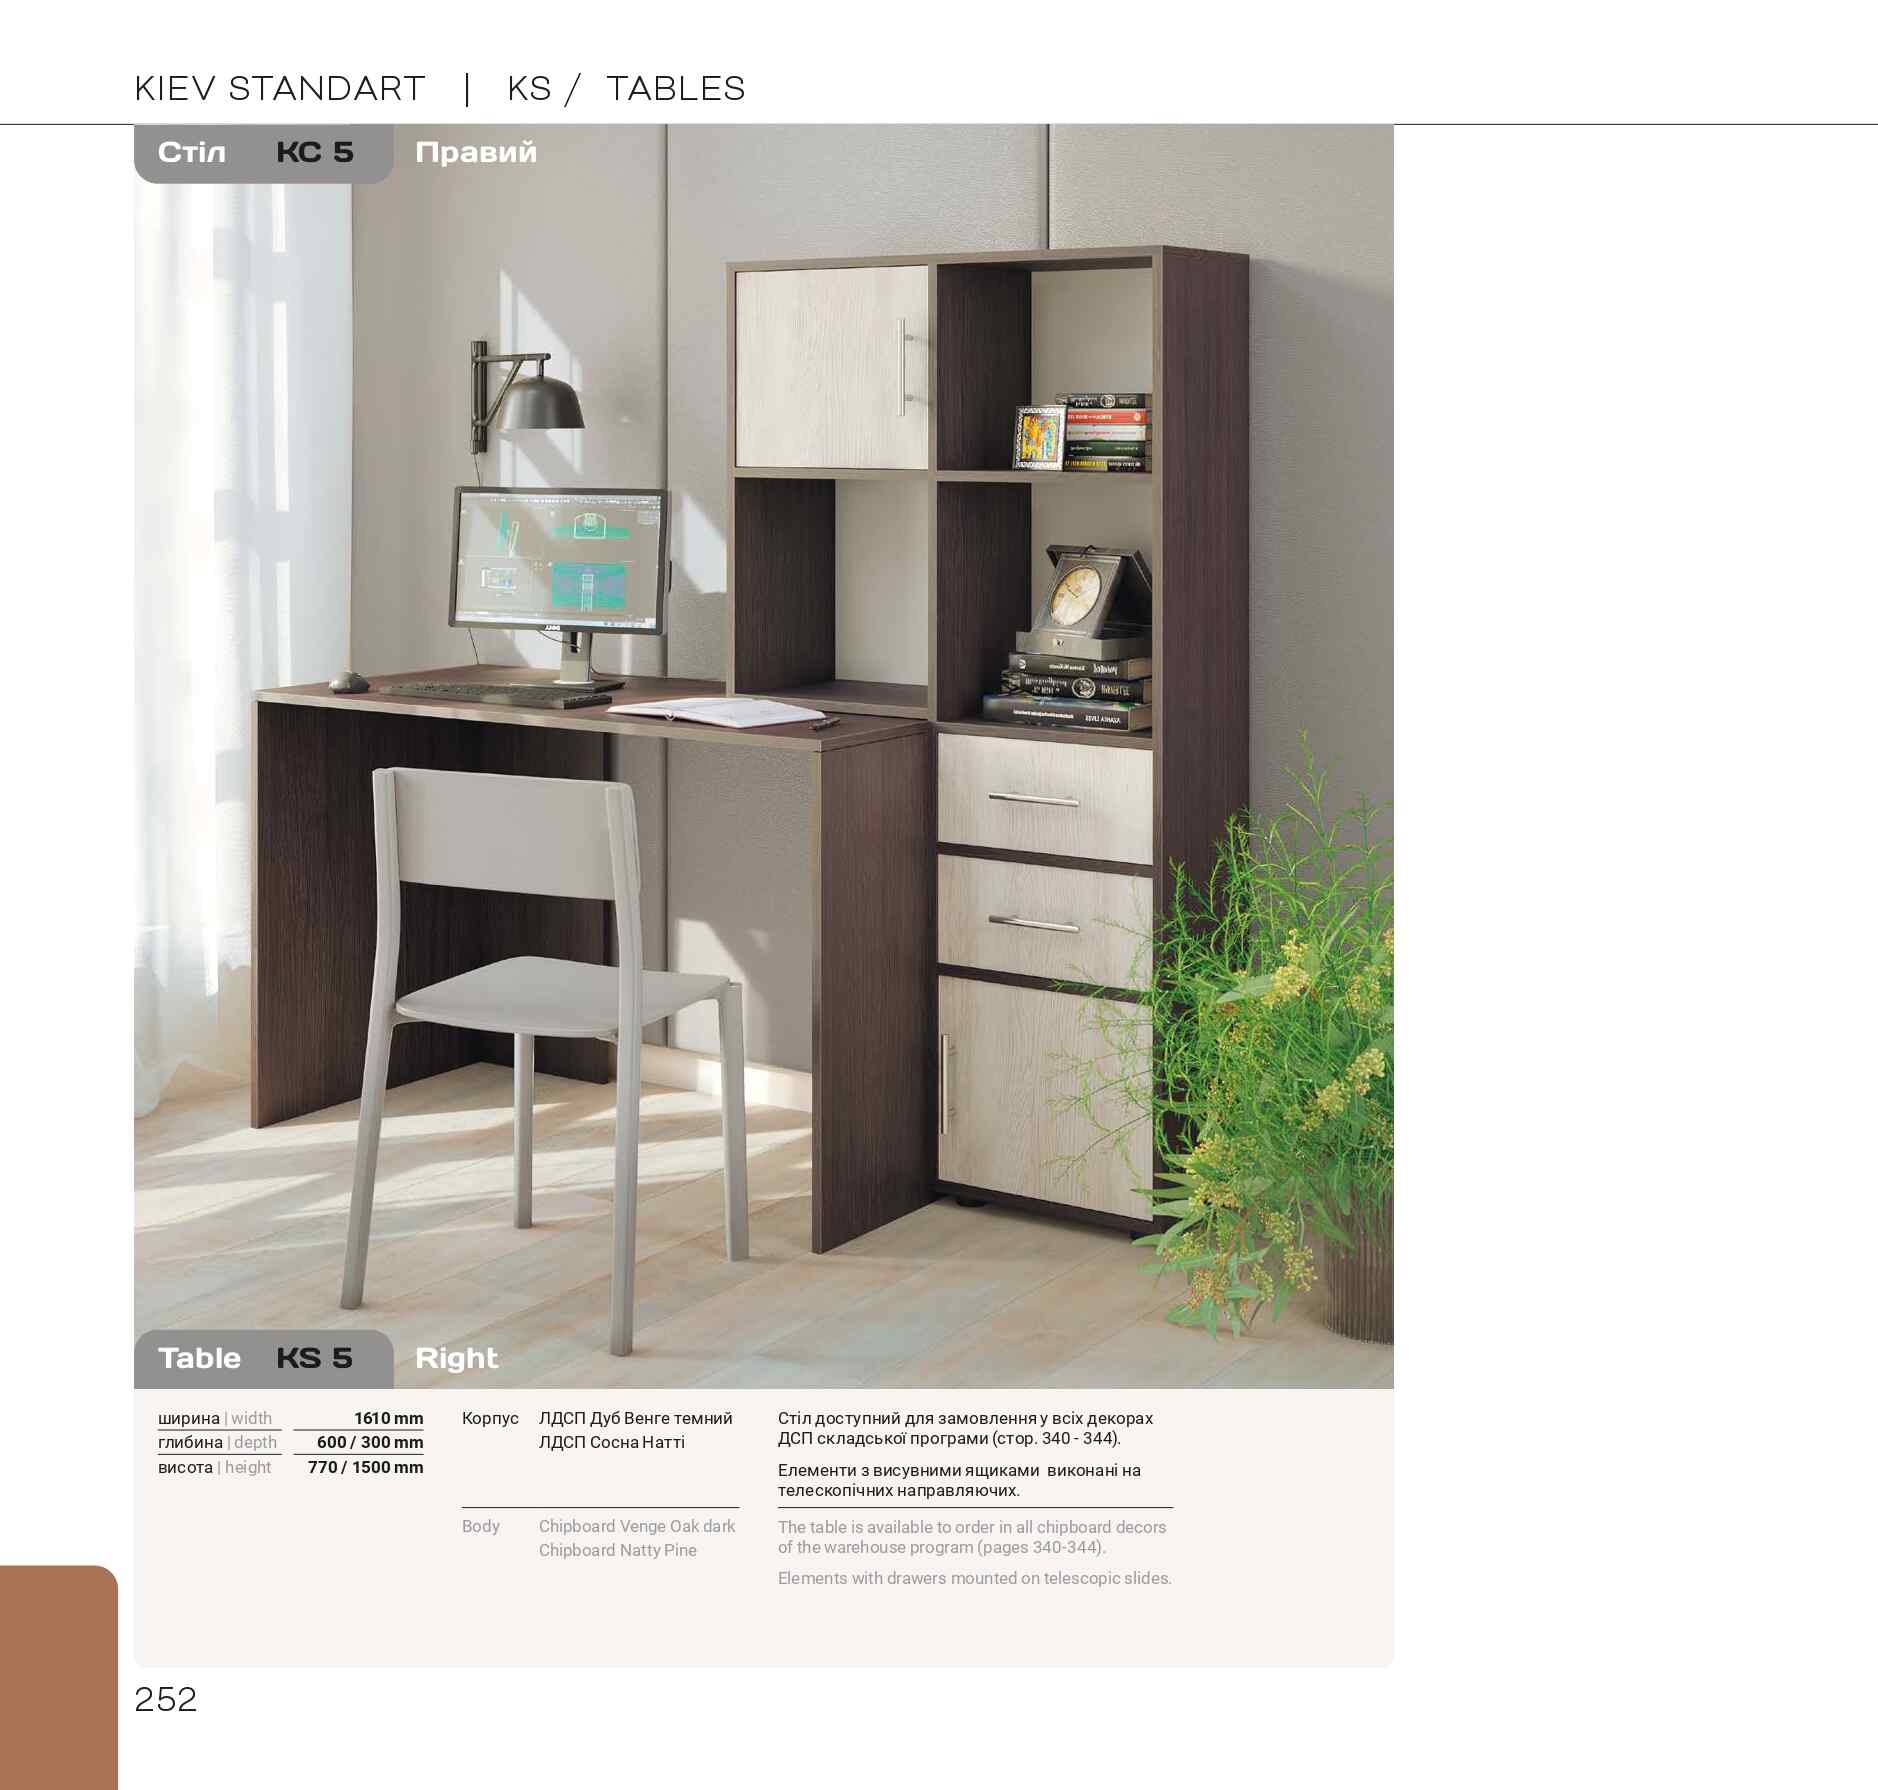 KIEV STANDART | KS / TABLES
Стіл КС 5 Правий
Table KS 5 Right
ширина | width 1610 mm
глибина | depth 600 / 300 mm
висота | height 770 / 1500 mm
Корпус ЛДСП Дуб Венге темний
ЛДСП Сосна Натті
Body Chipboard Venge Oak dark
Chipboard Natty Pine
Стіл доступний для замовлення у всіх декорах
ДСП складської програми (стор. 340 - 344).
Елементи з висувними ящиками виконані на
телескопічних направляючих.
The table is available to order in all chipboard decors
of the warehouse program (pages 340-344).
Elements with drawers mounted on telescopic slides.
252